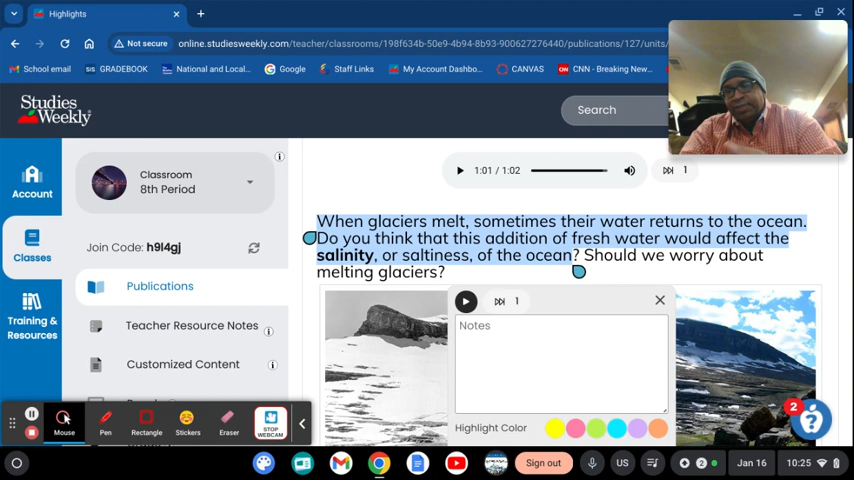 Highlights
Not secure
online.studiesweekly.com/teacher/classrooms/198f634b-50e9-4b94-8b93-900627276440/publications/127/units/
School email
SIS GRADEBOOK
National and Local...
Google
Staff Links
My Account Dashbo...
CANVAS
CNN - Breaking New...
Studies
Weekly
Search
Account
Classes
Training &
Resources
Classroom
8th Period
Join Code: h9l4gj
Publications
Teacher Resource Notes
Customized Content
1:01 / 1:02
1
When glaciers melt, sometimes their water returns to the ocean.
Do you think that this addition of fresh water would affect the
salinity, or saltiness, of the ocean? Should we worry about
melting glaciers?
1
Notes
Highlight Color
2
Mouse
Pen
Rectangle
Stickers
Eraser
STOP
WEBCAM
Sign out
US
2
Jan 16
10:25